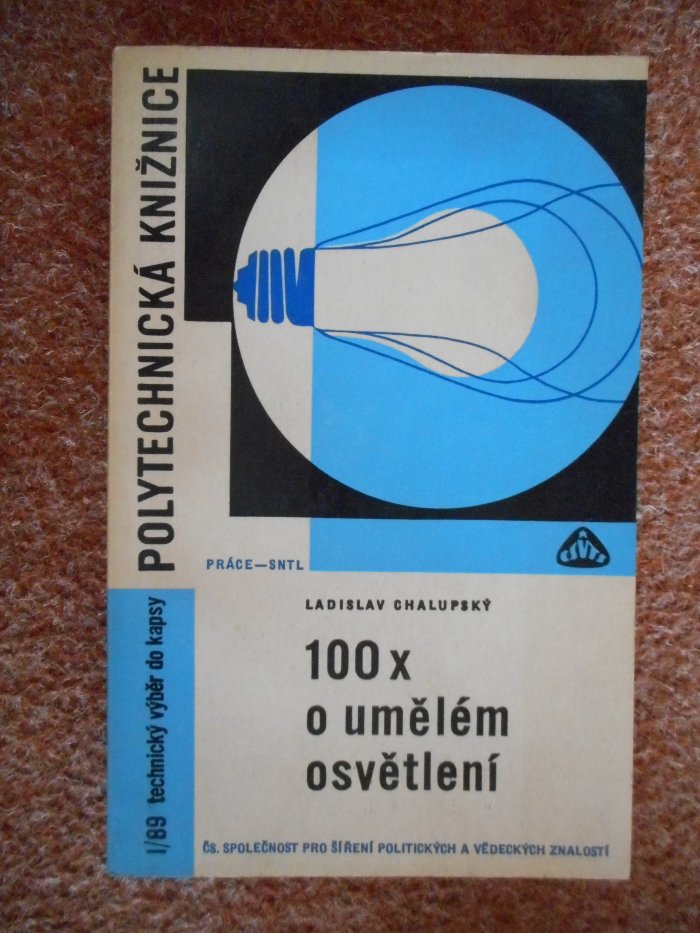 POLYTECHNICKÁ KNIŽNICE
I/89 technický výběr do kapsy
PRÁCE—SNTL
LADISLAV CHALUPSKÝ
100 x
o umělém
osvětlení
ČS. SPOLEČNOST PRO ŠÍŘENÍ POLITICKÝCH A VĚDECKÝCH ZNALOSTÍ